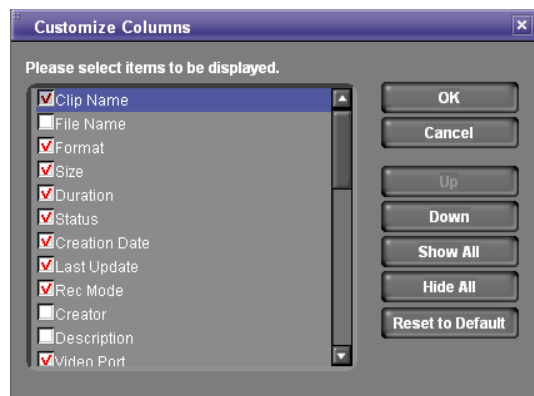 Customize Columns
Please select items to be displayed.
Clip Name
File Name
Format
Size
Duration
Status
Creation Date
Last Update
Rec Mode
Creator
Description
Video Port
OK
Cancel
Up
Down
Show All
Hide All
Reset to Default